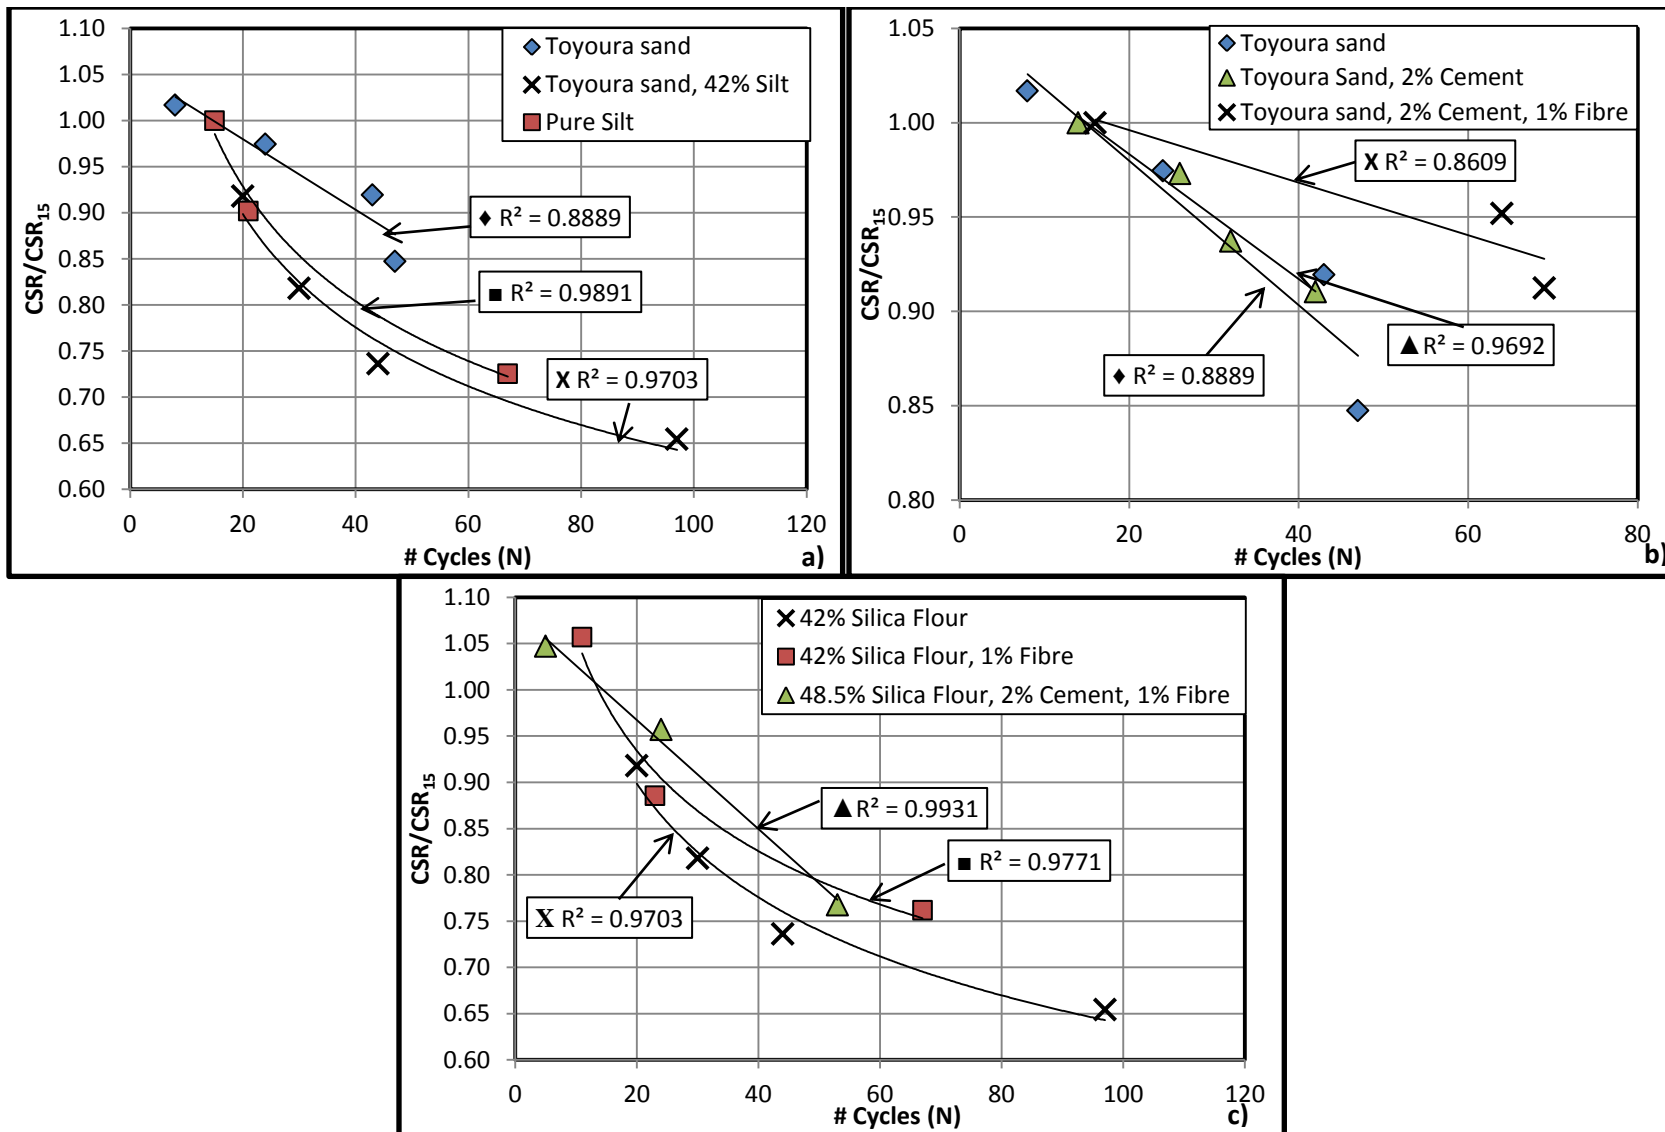 1.10
1.05
1.00
0.95
0.90
0.85
0.80
0.75
0.70
0.65
0.60
CSR/CSR15
0 20 40 60 80 100 120
# Cycles (N)
a)
Toyoura sand
Toyoura sand, 42% Silt
Pure Silt
♦ R² = 0.8889
■ R² = 0.9891
X R² = 0.9703
1.05
1.00
0.95
0.90
0.85
0.80
CSR/CSR15
0 20 40 60 80
# Cycles (N)
b)
Toyoura sand
Toyoura Sand, 2% Cement
Toyoura sand, 2% Cement, 1% Fibre
X R² = 0.8609
▲ R² = 0.9692
♦ R² = 0.8889
1.10
1.05
1.00
0.95
0.90
0.85
0.80
0.75
0.70
0.65
0.60
CSR/CSR15
0 20 40 60 80 100 120
# Cycles (N)
c)
42% Silica Flour
42% Silica Flour, 1% Fibre
48.5% Silica Flour, 2% Cement, 1% Fibre
▲ R² = 0.9931
■ R² = 0.9771
X R² = 0.9703